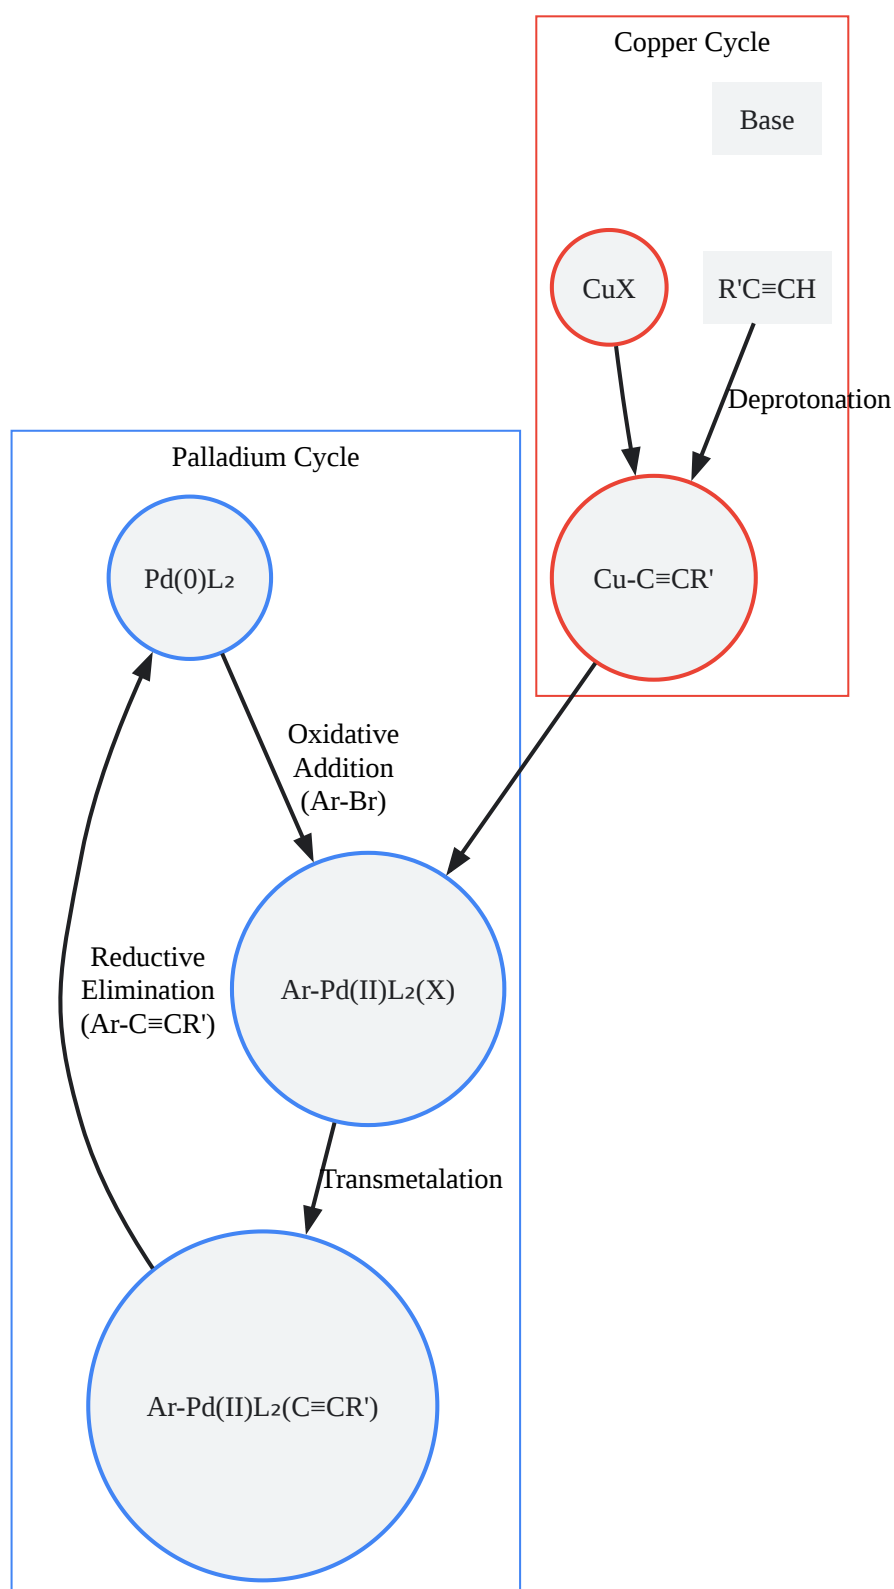 Copper Cycle
Base
CuX
R'C≡CH
Deprotonation
Cu-C≡CR'
Palladium Cycle
Pd(0)L₂
Oxidative
Addition
(Ar-Br)
Reductive
Elimination
(Ar-C≡CR')
Ar-Pd(II)L₂(X)
Transmetalation
Ar-Pd(II)L₂(C≡CR')